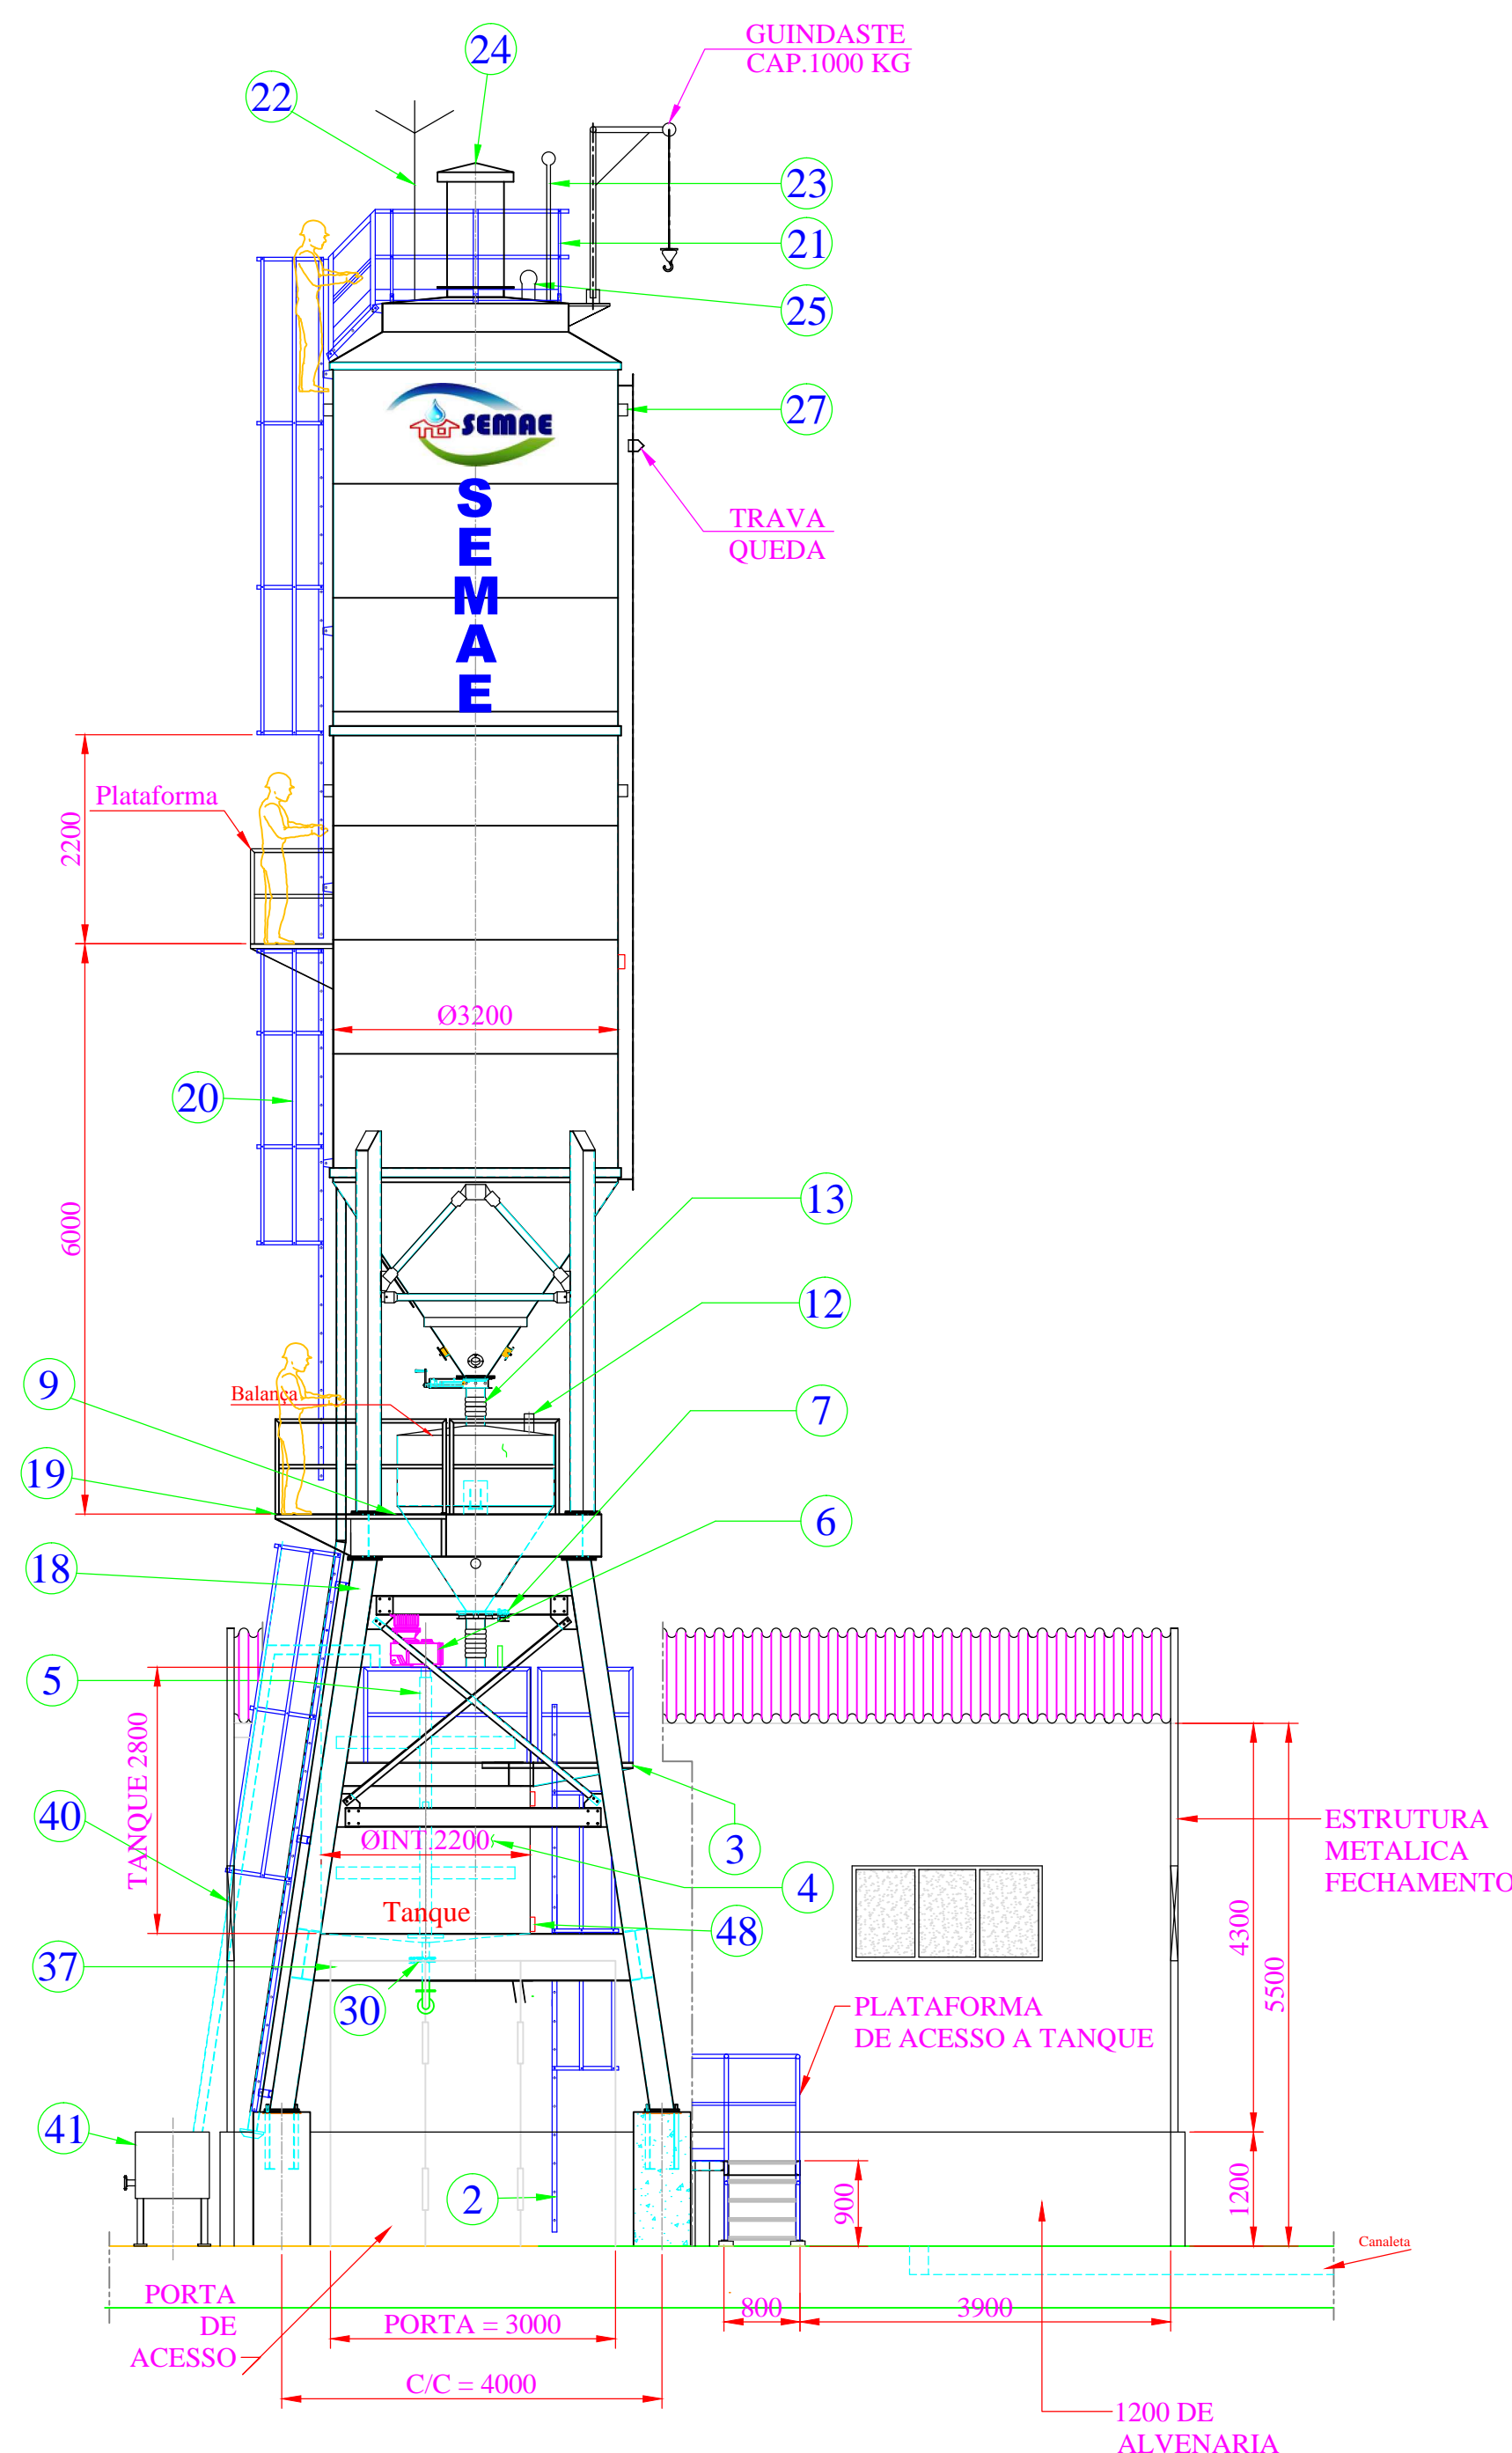 GUINDASTE
CAP.1000 KG
24
22
23
21
25
27
SEMAE
TRAVA
QUEDA
S
E
M
A
E
Plataforma
2200
Ø3200
20
13
6000
12
9
Balança
7
19
6
18
5
TANQUE 2800
40
ØINT.2200
3
4
ESTRUTURA
METALICA
FECHAMENTO
Tanque
48
4300
5500
37
30
PLATAFORMA
DE ACESSO A TANQUE
41
2
900
1200
Canaleta
PORTA
DE
ACESSO
PORTA = 3000
800
3900
C/C = 4000
1200 DE
ALVENARIA